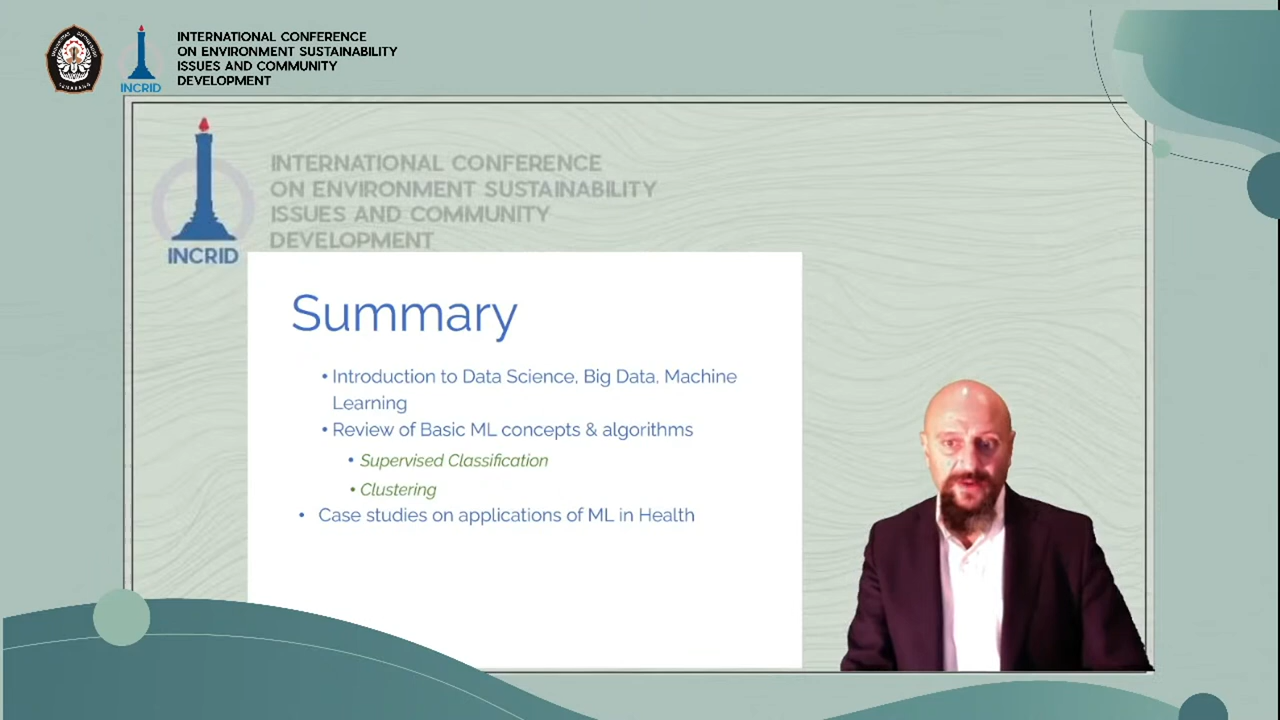 INTERNATIONAL CONFERENCE
ON ENVIRONMENT SUSTAINABILITY
ISSUES AND COMMUNITY
DEVELOPMENT
INCRID
INTERNATIONAL CONFERENCE
ON ENVIRONMENT SUSTAINABILITY
ISSUES AND COMMUNITY
DEVELOPMENT
INCRID
Summary
• Introduction to Data Science, Big Data, Machine
Learning
• Review of Basic ML concepts & algorithms
• Supervised Classification
• Clustering
• Case studies on applications of ML in Health